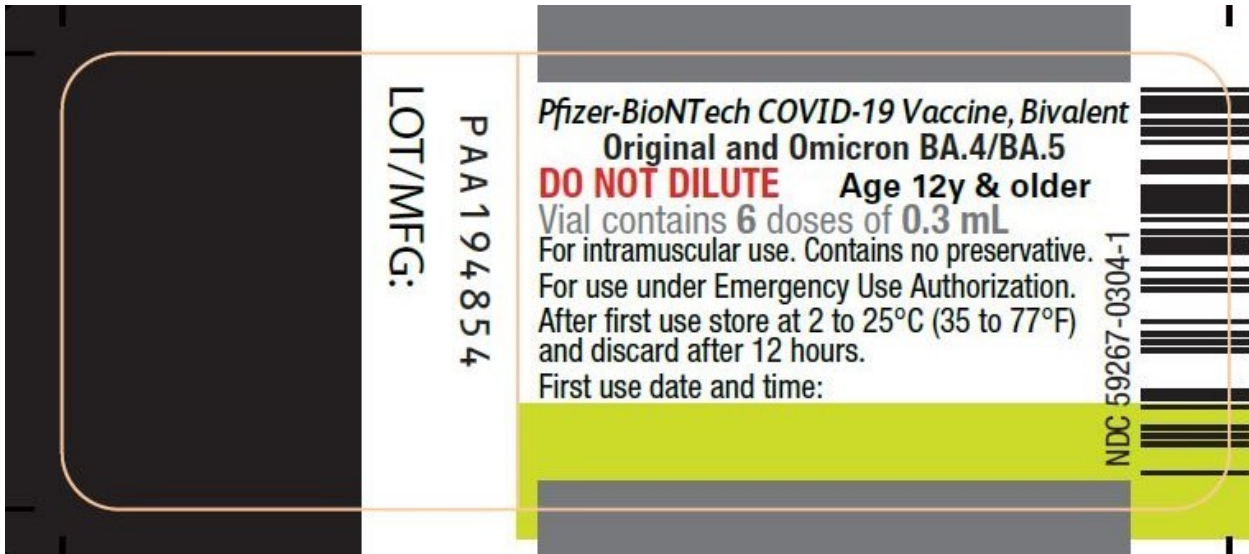 LOT/MFG:
PAA194854
Pfizer-BioNTech COVID-19 Vaccine, Bivalent
Original and Omicron BA.4/BA.5
DO NOT DILUTE Age 12y & older
Vial contains 6 doses of 0.3 mL
For intramuscular use. Contains no preservative.
For use under Emergency Use Authorization.
After first use store at 2 to 25°C (35 to 77°F)
and discard after 12 hours.
First use date and time:
NDC 59267-0304-1